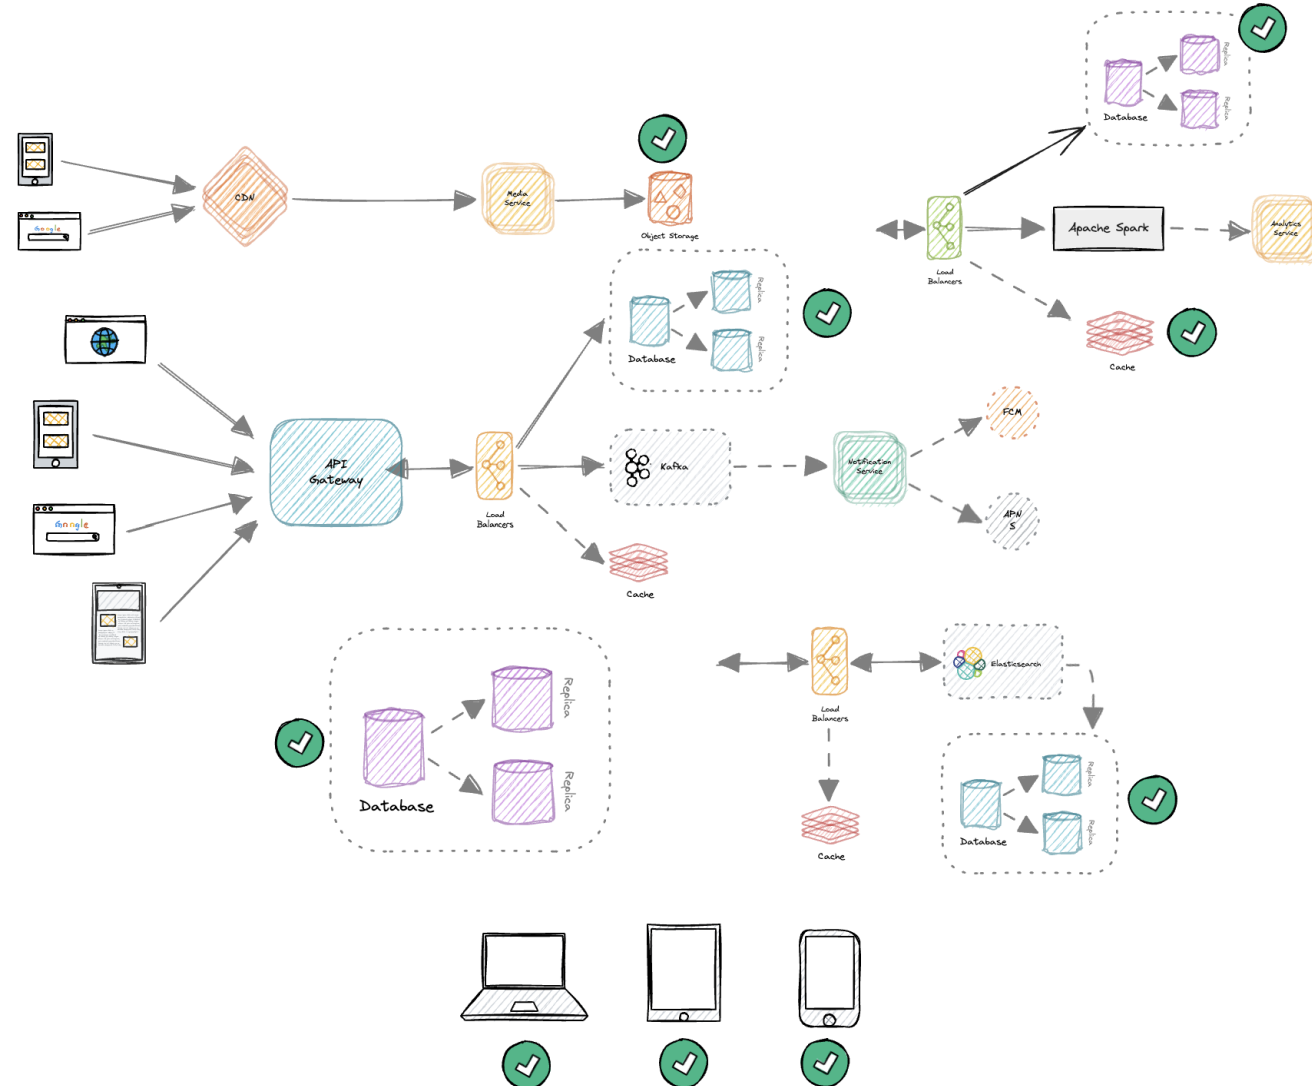 Replica
Database
Replica
CDN
Media
Service
Google
Object Storage
Apache Spark
Analytics
Service
Load
Balancers
Replica
Database
Replica
Cache
FCM
API
Gateway
Kafka
Notification
Service
Google
Load
Balancers
APN
S
Cache
Elasticsearch
Replica
Load
Balancers
Database
Replica
Replica
Database
Replica
Cache